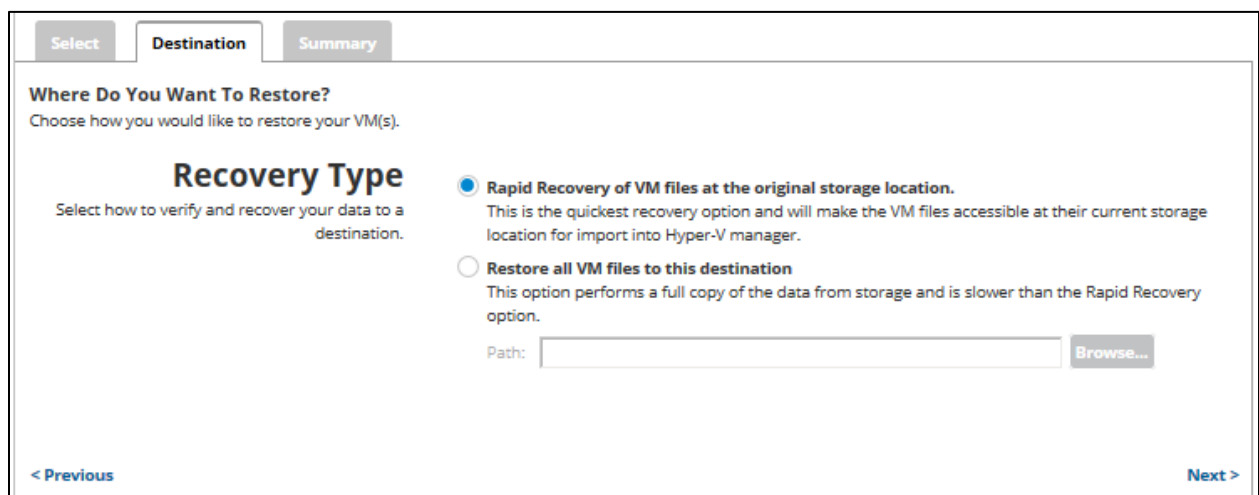 Select
Destination
Summary
Where Do You Want To Restore?
Choose how you would like to restore your VM(s).
Recovery Type
Select how to verify and recover your data to a
destination.
Rapid Recovery of VM files at the original storage location.
This is the quickest recovery option and will make the VM files accessible at their current storage
location for import into Hyper-V manager.
Restore all VM files to this destination
This option performs a full copy of the data from storage and is slower than the Rapid Recovery
option.
Path:
Browse...
< Previous
Next >